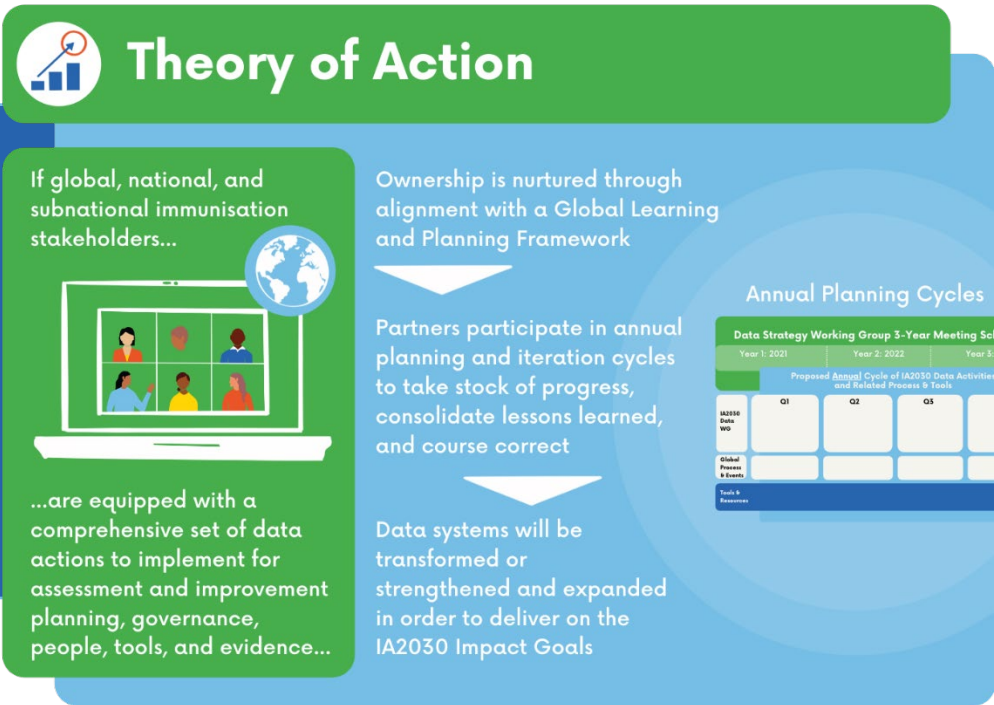 Theory of Action
If global, national, and
subnational immunisation
stakeholders...
...are equipped with a
comprehensive set of data
actions to implement for
assessment and improvement
planning, governance,
people, tools, and evidence...
Ownership is nurtured through
alignment with a Global Learning
and Planning Framework
Partners participate in annual
planning and iteration cycles
to take stock of progress,
consolidate lessons learned,
and course correct
Data systems will be
transformed or
strengthened and expanded
in order to deliver on the
IA2030 Impact Goals
Annual Planning Cycles
Data Strategy Working Group 3-Year Meeting Sc
Year 1: 2021 Year 2: 2022 Year 3:
Proposed Annual Cycle of IA2030 Data Activities
and Related Process & Tools
Q1 Q2 Q3
IA2030
Data
WG
Global
Process
& Events
Tools &
Resources